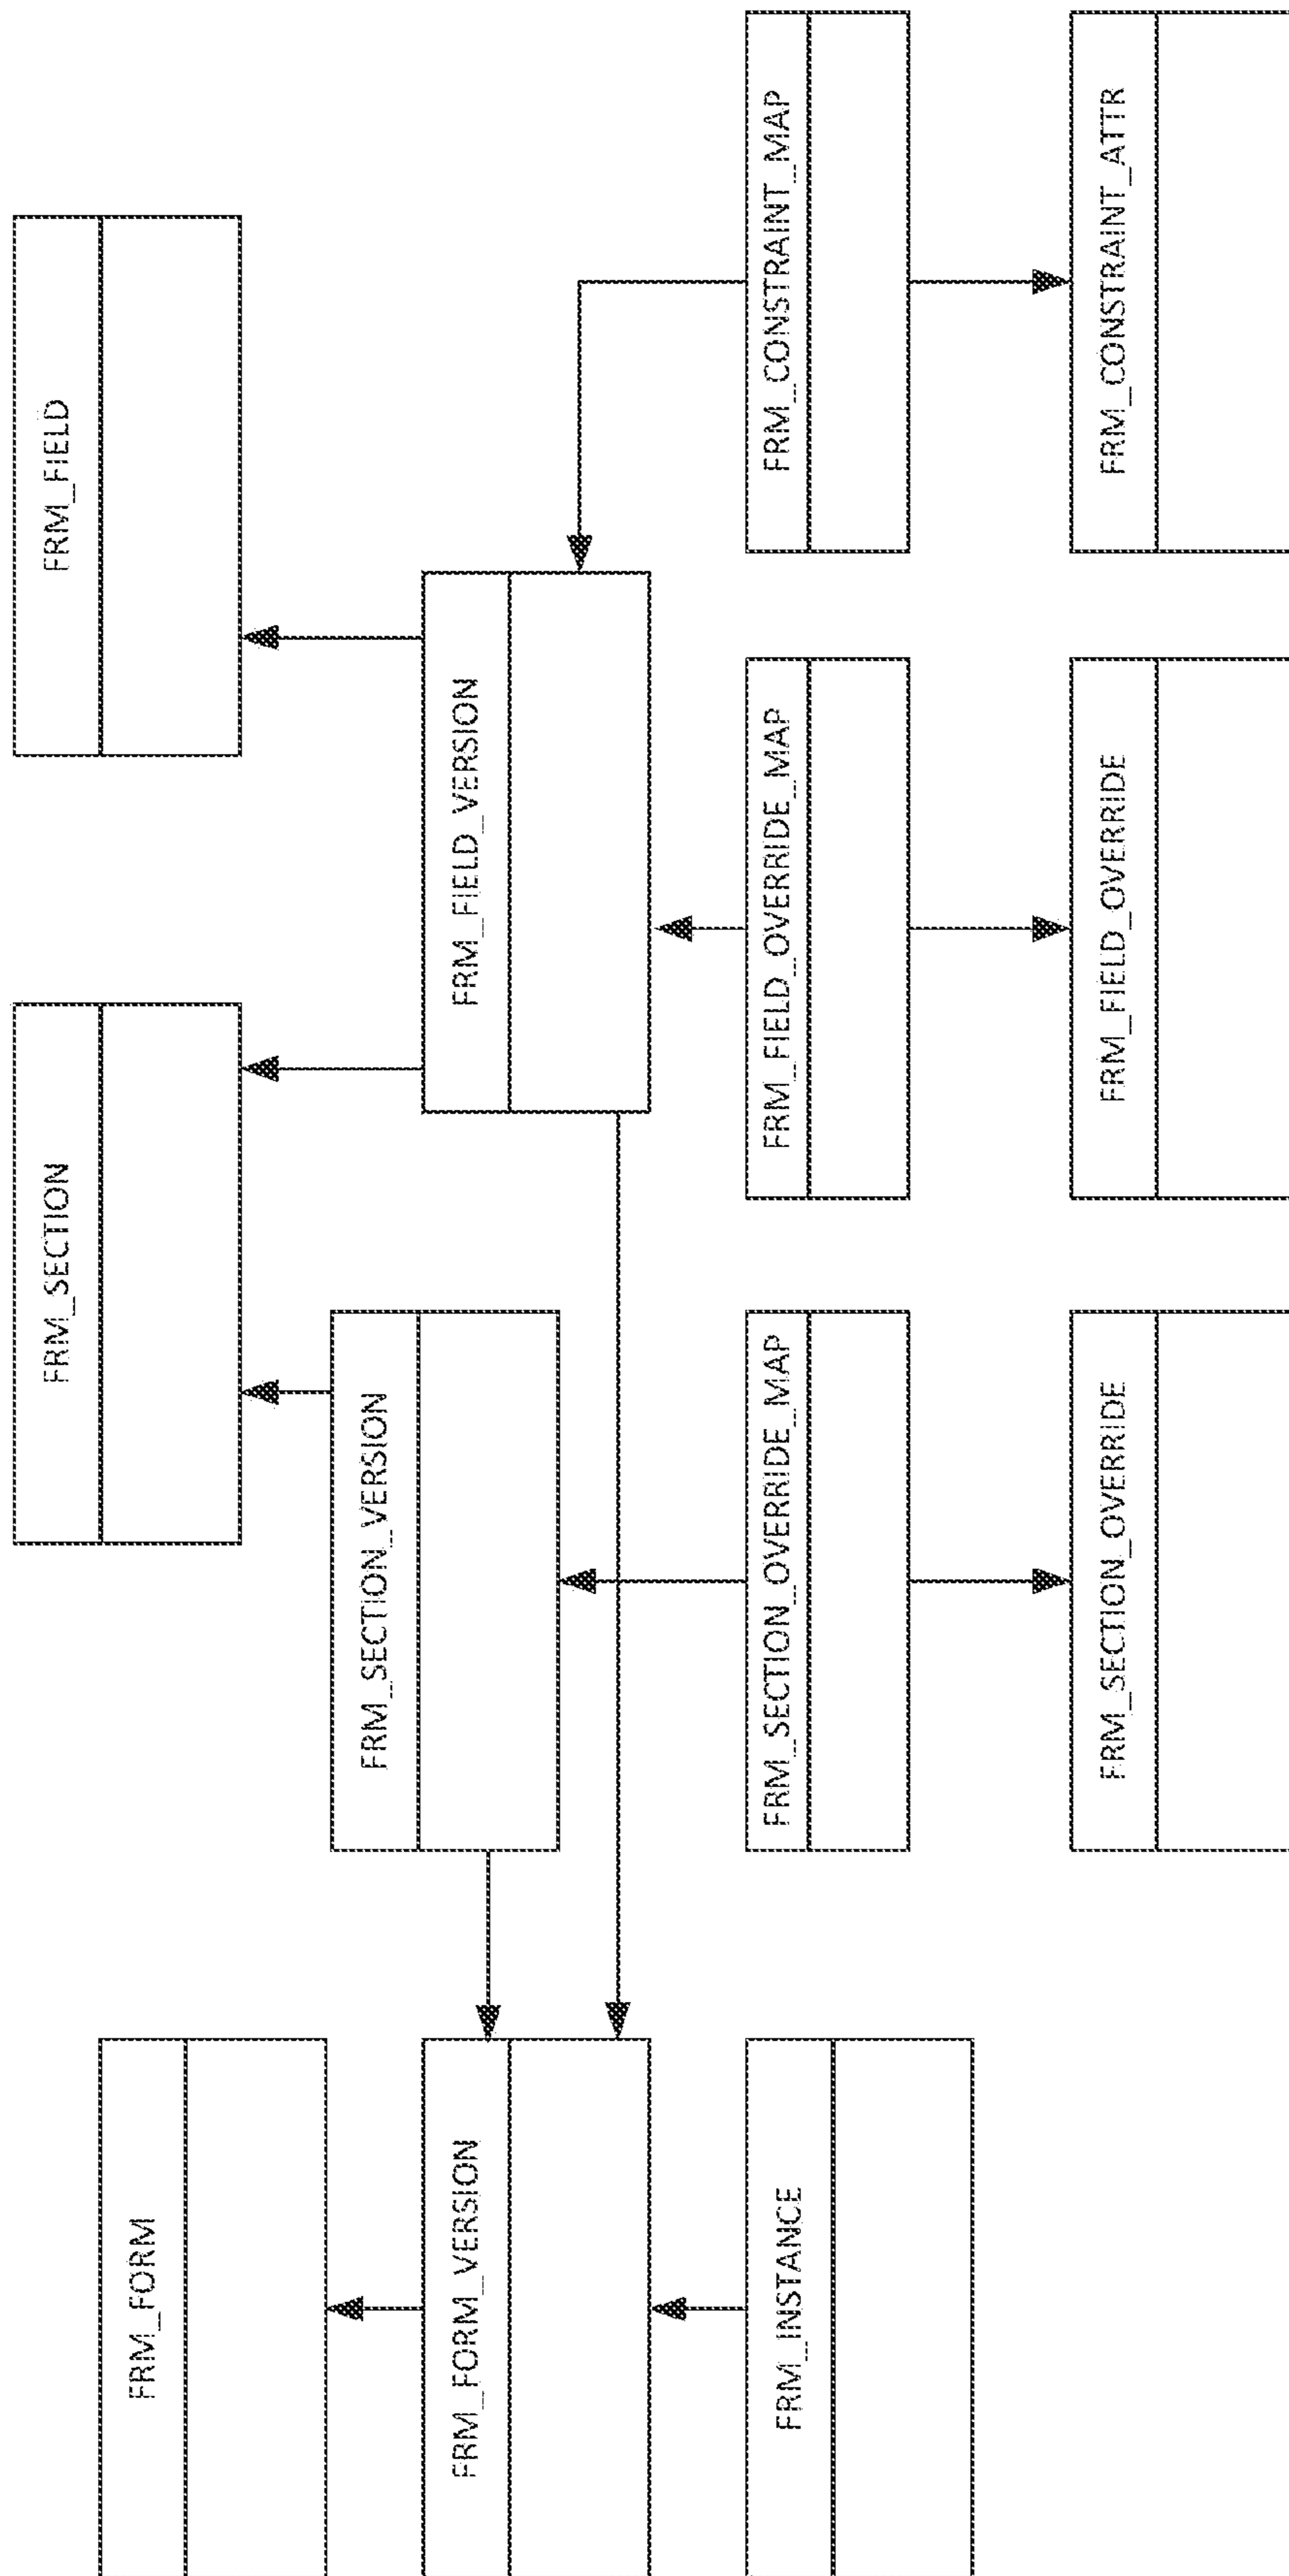 FRM_FORM
FRM_SECTION
FRM_FIELD
FRM_SECTION_VERSION
FRM_FORM_VERSION
FRM_FIELD_VERSION
FRM_INSTANCE
FRM_SECTION_OVERRIDE_MAP
FRM_FIELD_OVERRIDE_MAP
FRM_CONSTRAINT_MAP
FRM_SECTION_OVERRIDE
FRM_FIELD_OVERRIDE
FRM_CONSTRAINT_ATTR